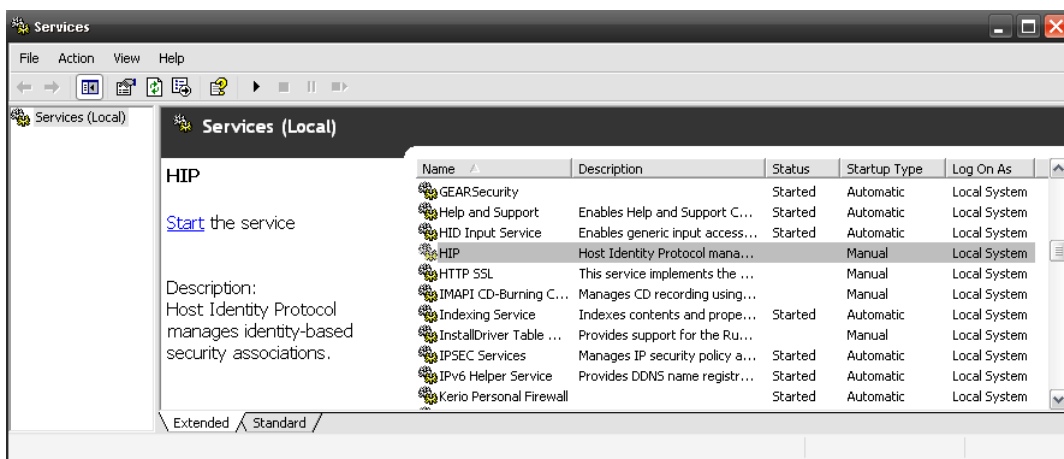 Services
File Action View Help
Services (Local)
Services (Local)
HIP
Start the service
Description:
Host Identity Protocol
manages identity-based
security associations.
Name Description Status Startup Type Log On As
GEARSecurity Started Automatic Local System
Help and Support Enables Help and Support C... Started Automatic Local System
HID Input Service Enables generic input access... Started Automatic Local System
HIP Host Identity Protocol mana... Manual Local System
HTTP SSL This service implements the ... Manual Local System
IMAPI CD-Burning C... Manages CD recording using... Manual Local System
Indexing Service Indexes contents and prope... Started Automatic Local System
InstallDriver Table ... Provides support for the Ru... Manual Local System
IPSEC Services Manages IP security policy a... Started Automatic Local System
IPv6 Helper Service Provides DDNS name registr... Started Automatic Local System
Kerio Personal Firewall Started Automatic Local System
Extended Standard